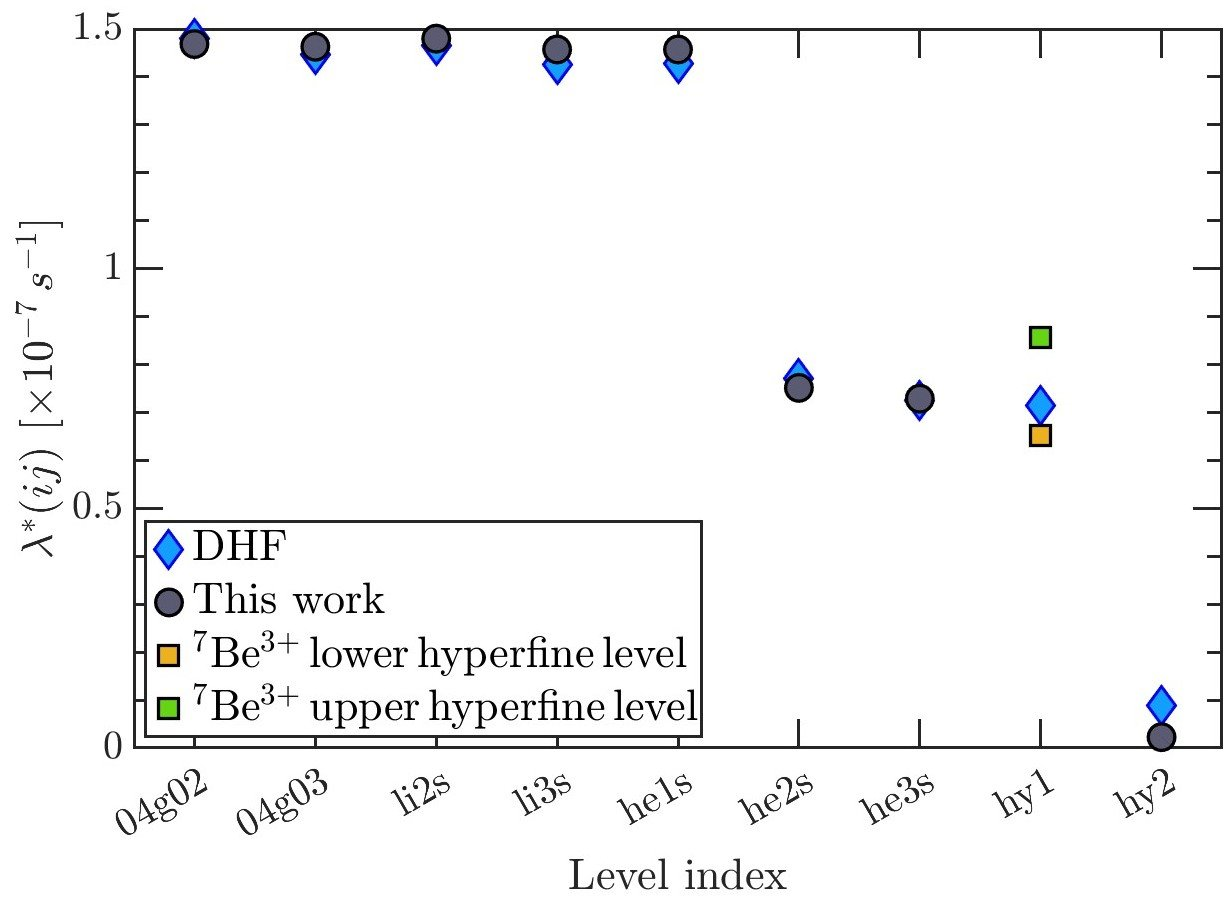 1.5
1
0.5
0
λ*(ij) [×10⁻⁷ s⁻¹]
DHF
This work
⁷Be³⁺ lower hyperfine level
⁷Be³⁺ upper hyperfine level
04g02 04g03 li2s li3s he1s he2s he3s hy1 hy2
Level index